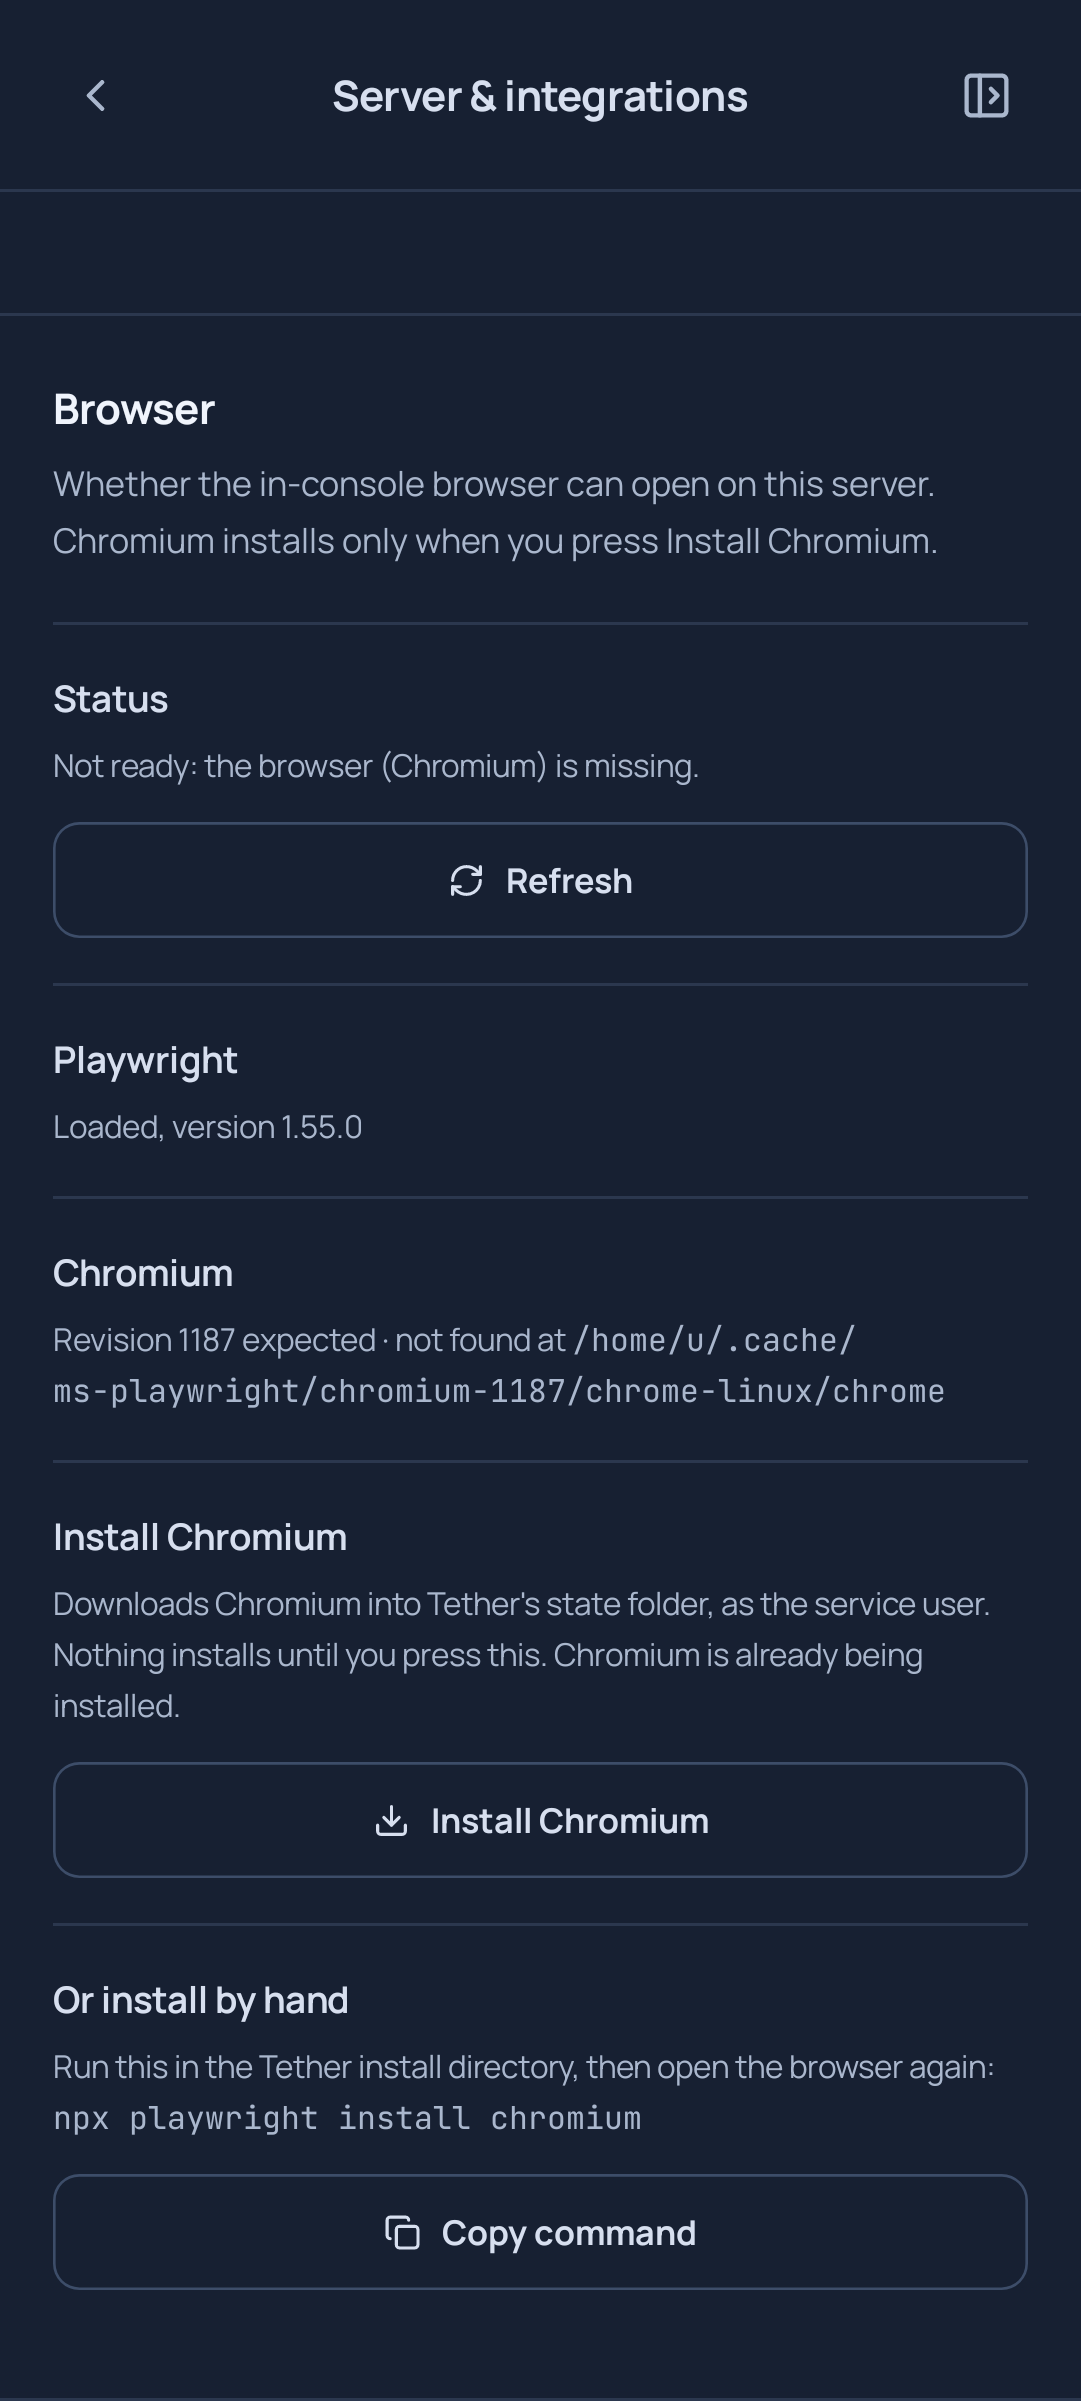 Server & integrations
Browser
Whether the in-console browser can open on this server.
Chromium installs only when you press Install Chromium.
Status
Not ready: the browser (Chromium) is missing.
Refresh
Playwright
Loaded, version 1.55.0
Chromium
Revision 1187 expected · not found at /home/u/.cache/
ms-playwright/chromium-1187/chrome-linux/chrome
Install Chromium
Downloads Chromium into Tether's state folder, as the service user.
Nothing installs until you press this. Chromium is already being
installed.
Install Chromium
Or install by hand
Run this in the Tether install directory, then open the browser again:
npx playwright install chromium
Copy command